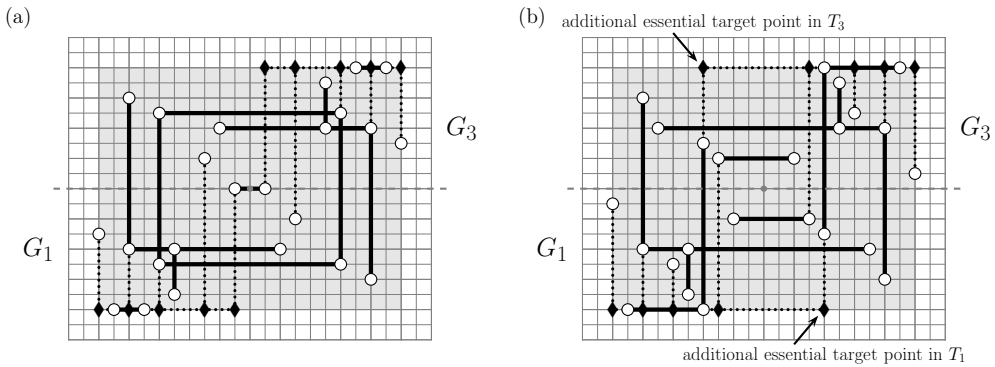 (a)
G₃
G₁
(b)
additional essential target point in T₃
G₃
G₁
additional essential target point in T₁